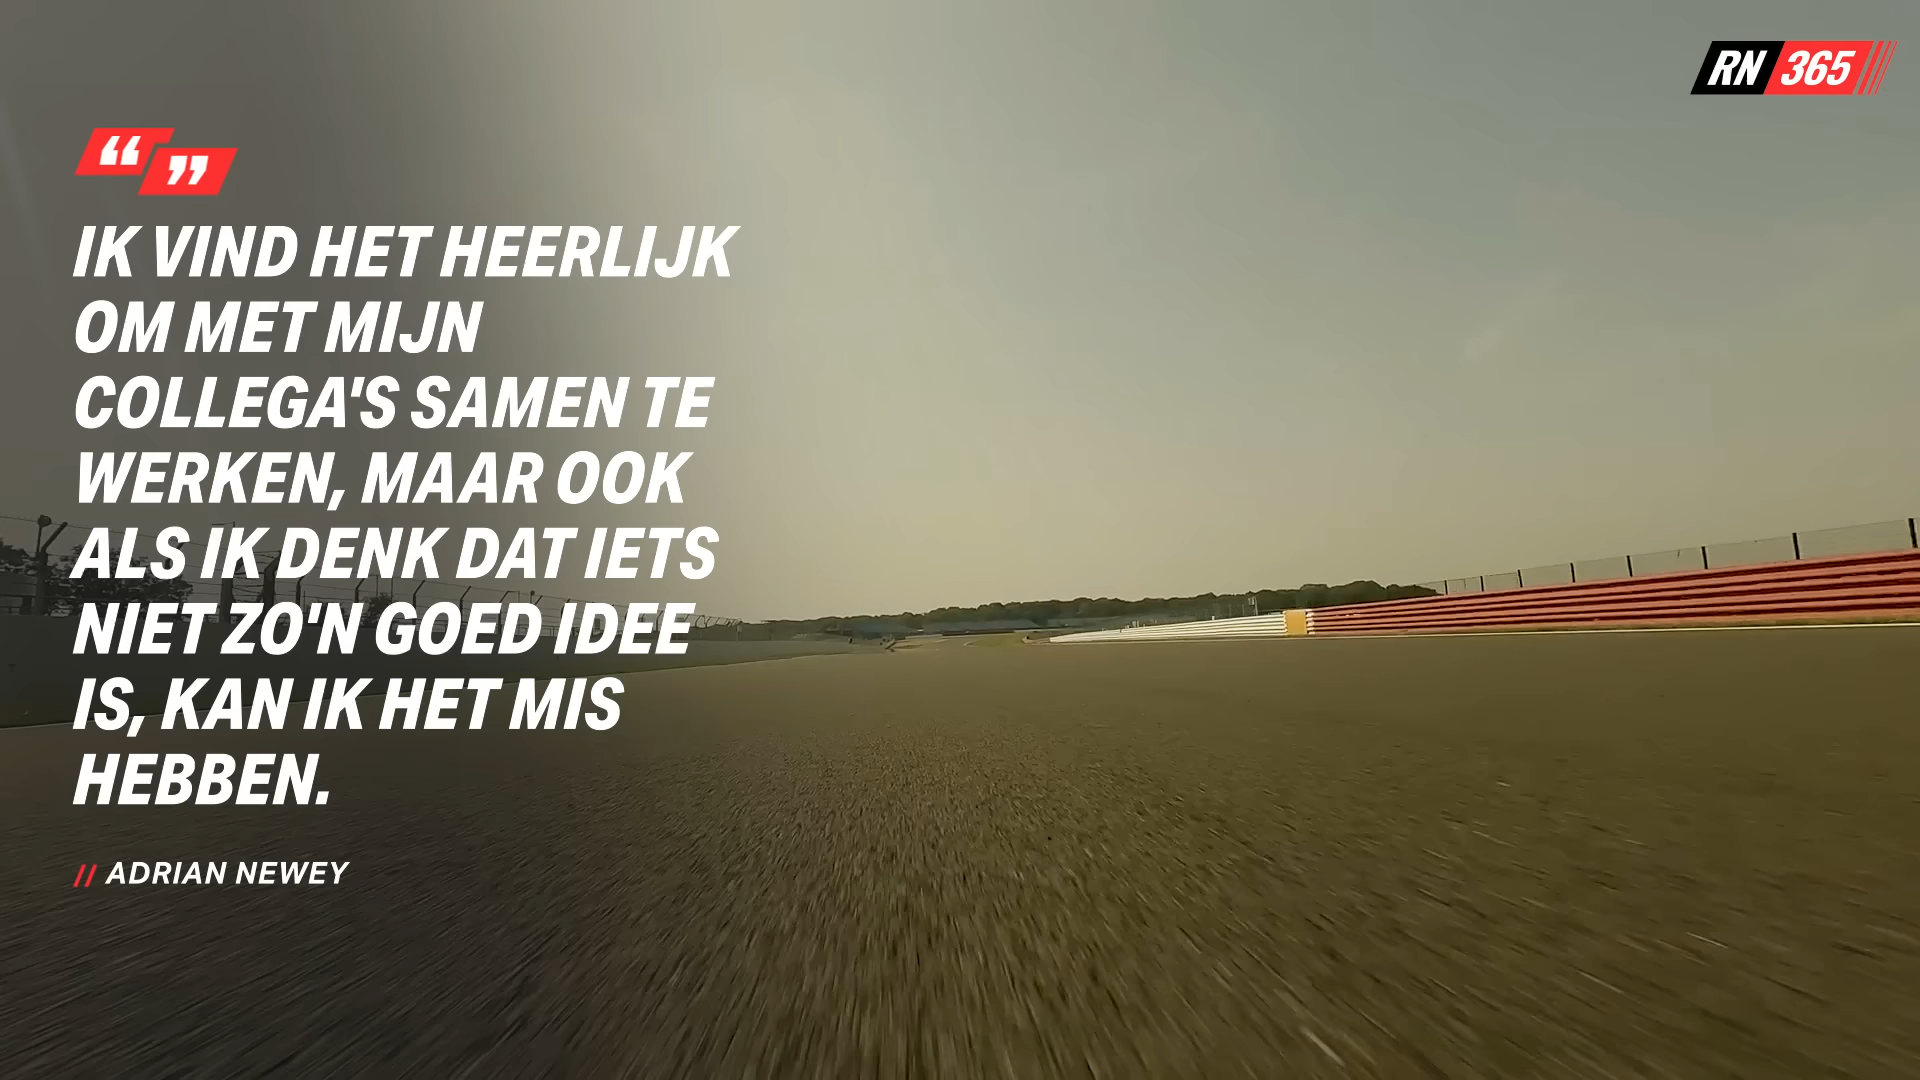 RN 365
“ ”
IK VIND HET HEERLIJK
OM MET MIJN
COLLEGA'S SAMEN TE
WERKEN, MAAR OOK
ALS IK DENK DAT IETS
NIET ZO'N GOED IDEE
IS, KAN IK HET MIS
HEBBEN.
// ADRIAN NEWEY